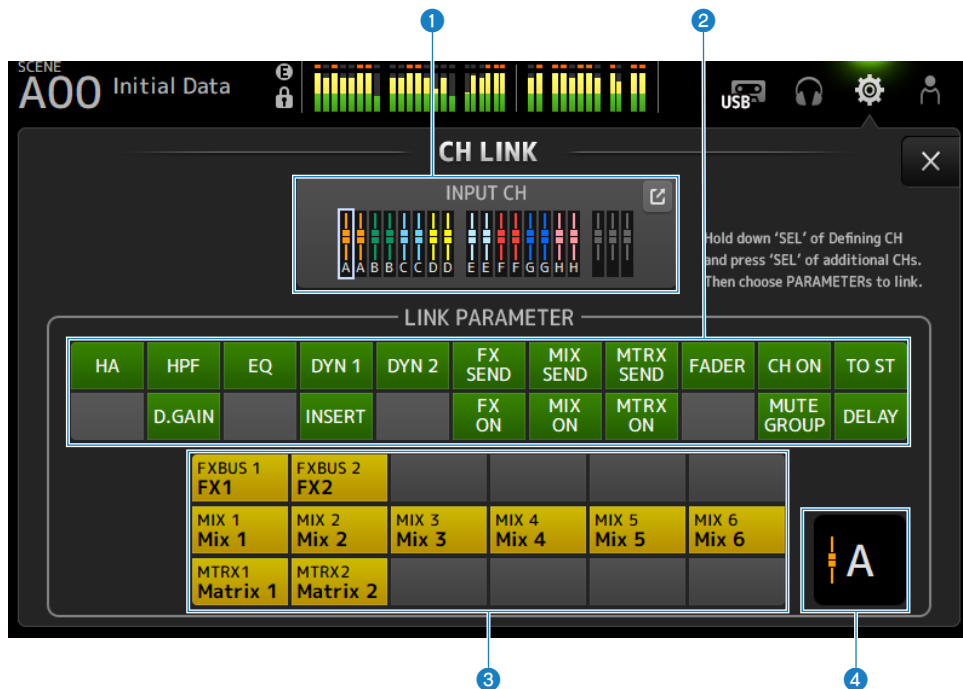 1 2
SCENE
A00 Initial Data E
USB
CH LINK
INPUT CH
A A B B C C D D E E F F G G H H
Hold down 'SEL' of Defining CH
and press 'SEL' of additional CHs.
Then choose PARAMETERs to link.
LINK PARAMETER
HA HPF EQ DYN 1 DYN 2 FX SEND MIX SEND MTRX SEND FADER CH ON TO ST
D.GAIN INSERT FX ON MIX ON MTRX ON MUTE GROUP DELAY
FXBUS 1 FXBUS 2
FX1 FX2
MIX 1 MIX 2 MIX 3 MIX 4 MIX 5 MIX 6
Mix 1 Mix 2 Mix 3 Mix 4 Mix 5 Mix 6
MTRX1 MTRX2
Matrix 1 Matrix 2
A
3 4